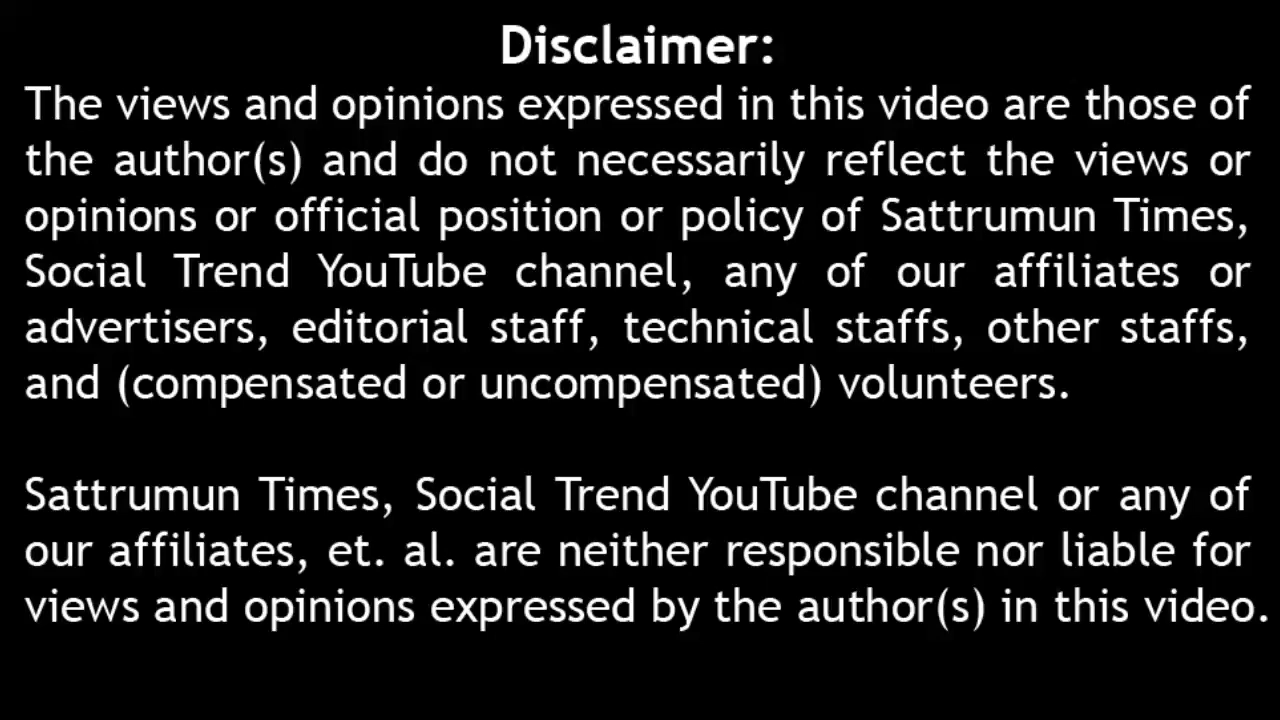 Disclaimer:
The views and opinions expressed in this video are those of
the author(s) and do not necessarily reflect the views or
opinions or official position or policy of Sattrumun Times,
Social Trend YouTube channel, any of our affiliates or
advertisers, editorial staff, technical staffs, other staffs,
and (compensated or uncompensated) volunteers.
Sattrumun Times, Social Trend YouTube channel or any of
our affiliates, et. al. are neither responsible nor liable for
views and opinions expressed by the author(s) in this video.